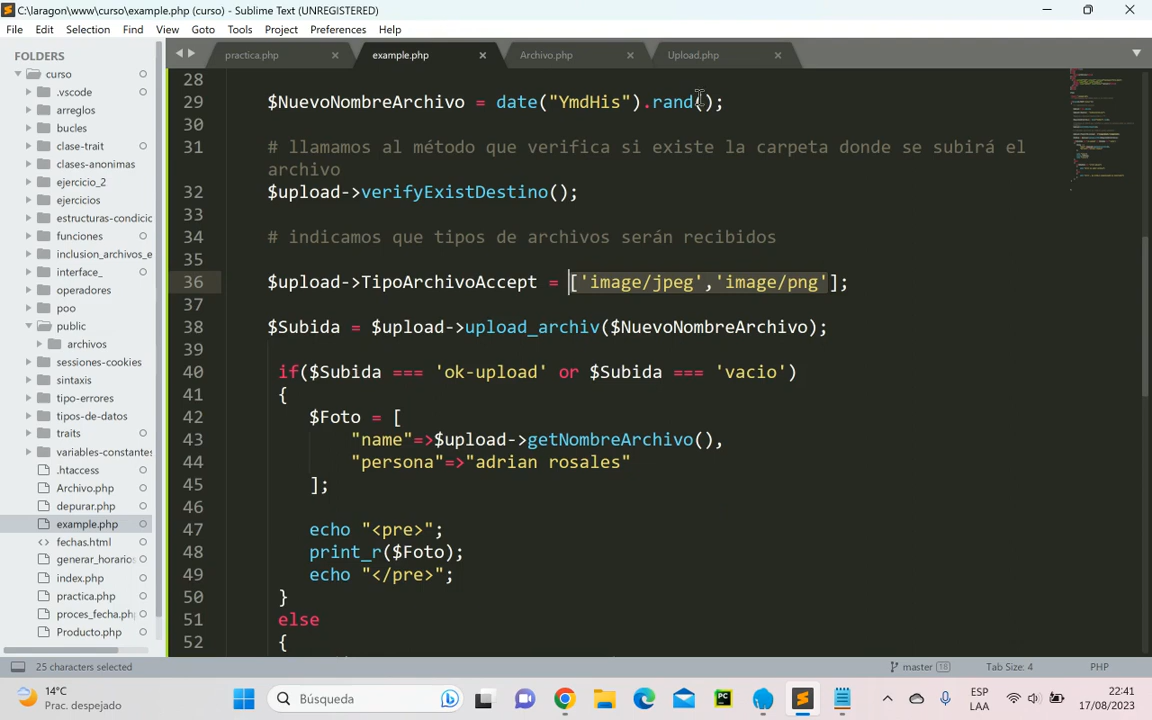 C:\laragon\www\curso\example.php (curso) - Sublime Text (UNREGISTERED)
File Edit Selection Find View Goto Tools Project Preferences Help
FOLDERS
curso
.vscode
arreglos
bucles
clase-trait
clases-anonimas
ejercicio_2
ejercicios
estructuras-condicic
funciones
inclusion_archivos_e
interface_
operadores
poo
public
archivos
sessiones-cookies
sintaxis
tipo-errores
tipos-de-datos
traits
variables-constantes
.htaccess
Archivo.php
depurar.php
example.php
<> fechas.html
generar_horarios
index.php
practica.php
proces_fecha.ph
Producto.php
practica.php × example.php × Archivo.php × Upload.php ×
28
29 $NuevoNombreArchivo = date("YmdHis").rand();
30
31 # llamamos al método que verifica si existe la carpeta donde se subirá el
archivo
32 $upload->verifyExistDestino();
33
34 # indicamos que tipos de archivos serán recibidos
35
36 $upload->TipoArchivoAccept = ['image/jpeg','image/png'];
37
38 $Subida = $upload->upload_archiv($NuevoNombreArchivo);
39
40 if($Subida === 'ok-upload' or $Subida === 'vacio')
41 {
42 $Foto = [
43 "name"=>$upload->getNombreArchivo(),
44 "persona"=>"adrian rosales"
45 ];
46
47 echo "<pre>";
48 print_r($Foto);
49 echo "</pre>";
50 }
51 else
52 {
25 characters selected master 18 Tab Size: 4 PHP
14°C
Prac. despejado
Búsqueda
ESP
LAA
22:41
17/08/2023